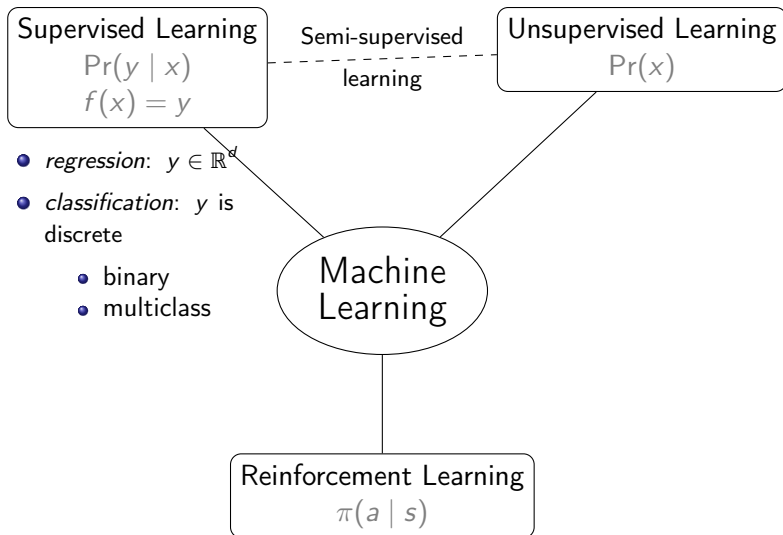 Supervised Learning
Pr(y | x)
f(x) = y
Semi-supervised
learning
Unsupervised Learning
Pr(x)
regression: y ∈ ℝ^d
classification: y is
discrete
binary
multiclass
Machine
Learning
Reinforcement Learning
π(a | s)